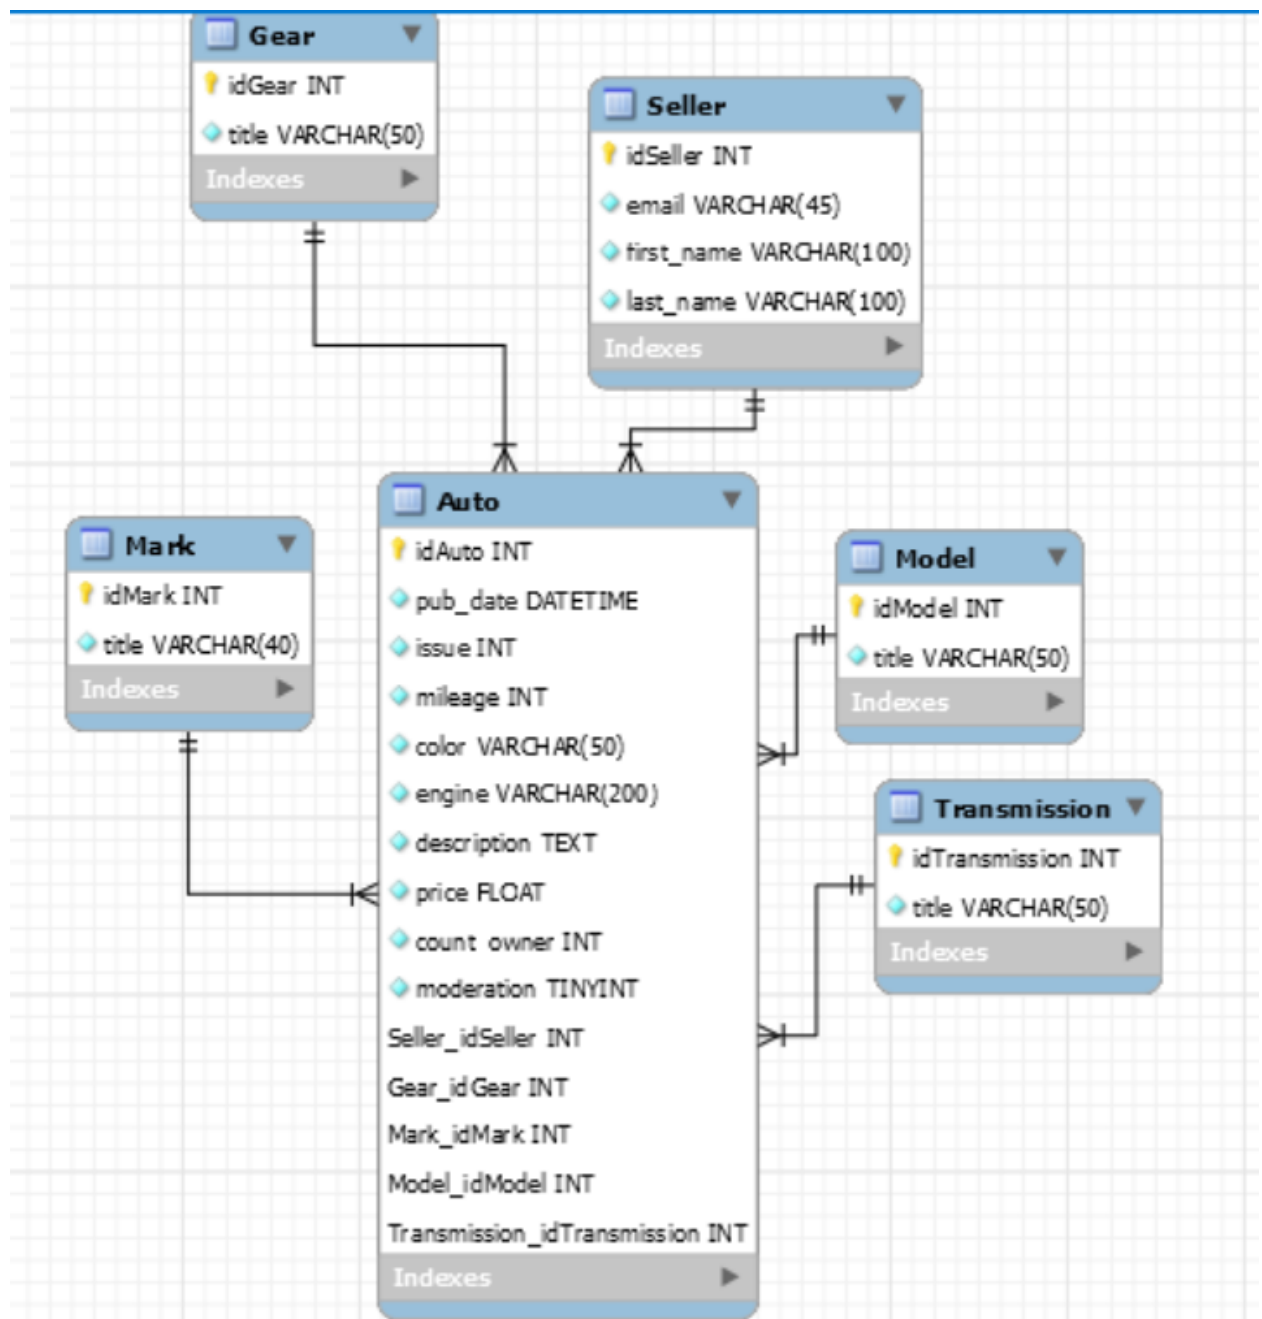 Gear
idGear INT
title VARCHAR(50)
Indexes
Seller
idSeller INT
email VARCHAR(45)
first_name VARCHAR(100)
last_name VARCHAR(100)
Indexes
Mark
idMark INT
title VARCHAR(40)
Indexes
Auto
idAuto INT
pub_date DATETIME
issue INT
mileage INT
color VARCHAR(50)
engine VARCHAR(200)
description TEXT
price FLOAT
count_owner INT
moderation TINYINT
Seller_idSeller INT
Gear_idGear INT
Mark_idMark INT
Model_idModel INT
Transmission_idTransmission INT
Indexes
Model
idModel INT
title VARCHAR(50)
Indexes
Transmission
idTransmission INT
title VARCHAR(50)
Indexes